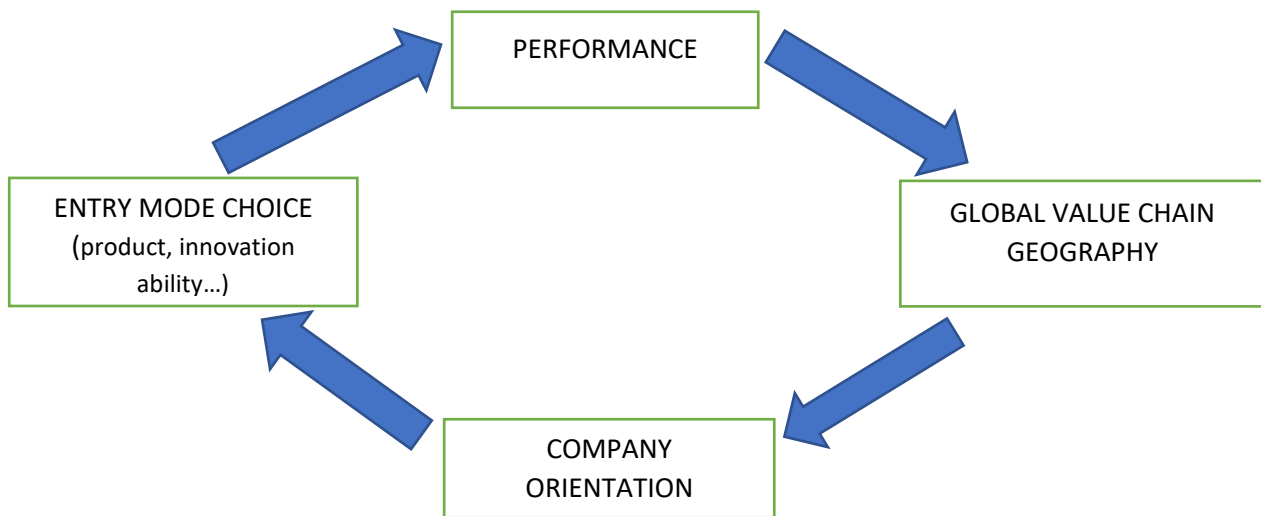 PERFORMANCE
ENTRY MODE CHOICE
(product, innovation
ability...)
GLOBAL VALUE CHAIN
GEOGRAPHY
COMPANY
ORIENTATION